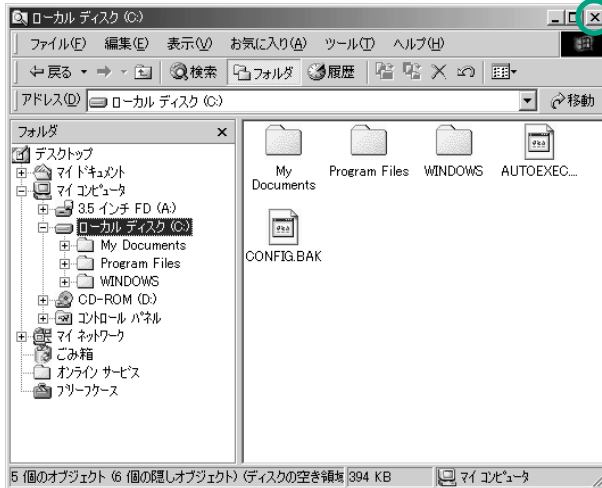 ローカル ディスク (C:)
ファイル(F) 編集(E) 表示(V) お気に入り(A) ツール(T) ヘルプ(H)
戻る 検索 フォルダ 履歴
アドレス(D) ローカル ディスク (C:) 移動
フォルダ
デスクトップ
マイ ドキュメント
マイ コンピュータ
3.5 インチ FD (A:)
ローカル ディスク (C:)
My Documents
Program Files
WINDOWS
CD-ROM (D:)
コントロール パネル
マイ ネットワーク
ごみ箱
オンライン サービス
ブリーフケース
My Documents
Program Files
WINDOWS
AUTOEXEC...
CONFIG.BAK
5 個のオブジェクト (6 個の隠しオブジェクト) (ディスクの空き領域 394 KB マイ コンピュータ